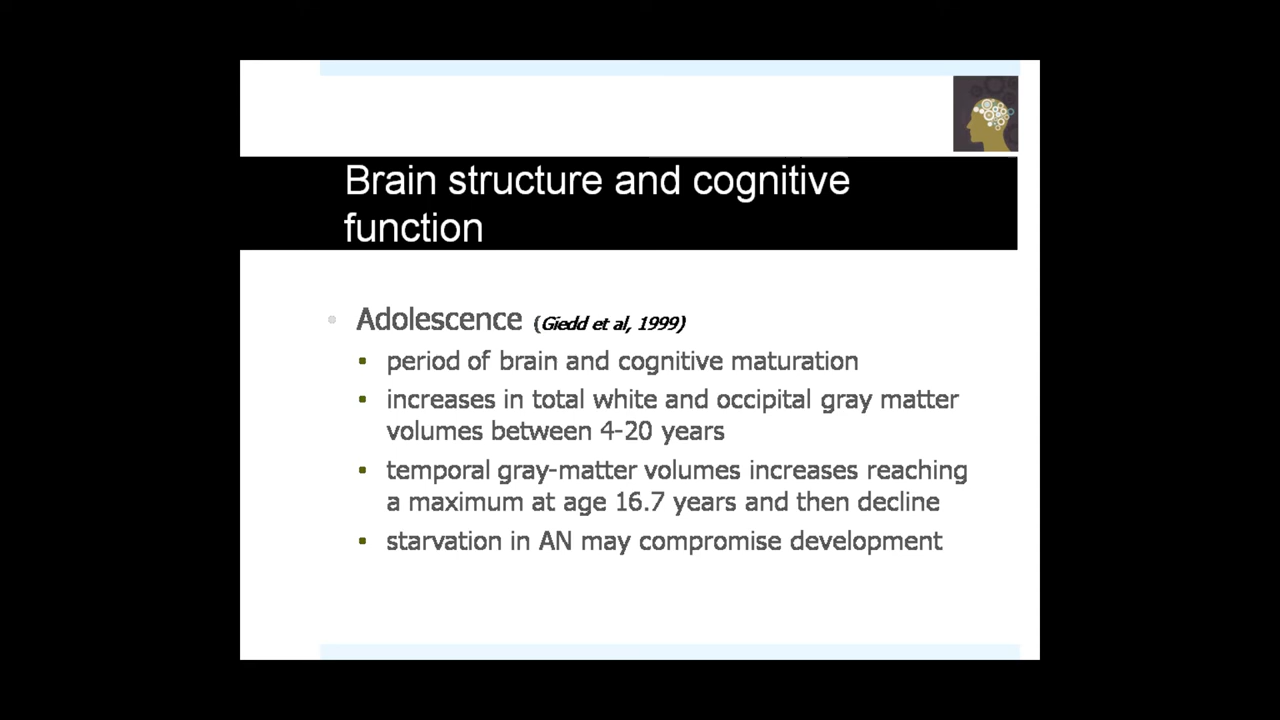 Brain structure and cognitive
function
• Adolescence (Giedd et al, 1999)
▪ period of brain and cognitive maturation
▪ increases in total white and occipital gray matter
volumes between 4-20 years
▪ temporal gray-matter volumes increases reaching
a maximum at age 16.7 years and then decline
▪ starvation in AN may compromise development